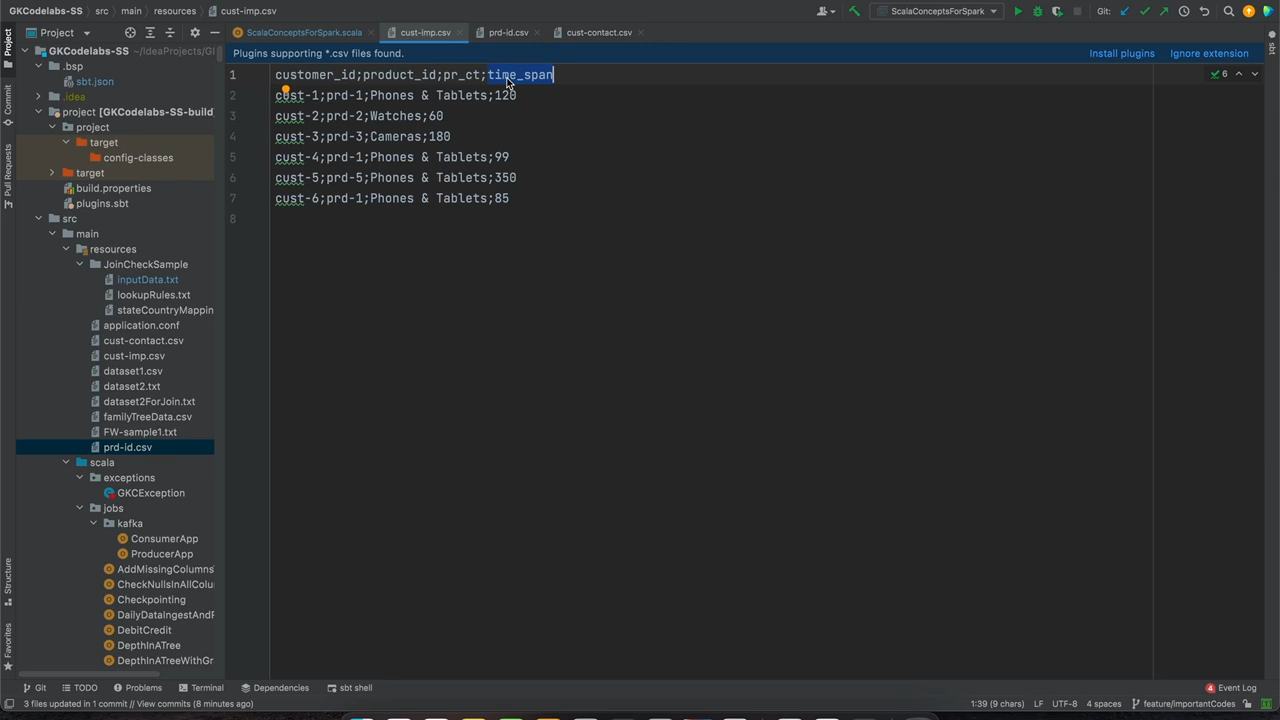 GKCodelabs-SS › src › main › resources › cust-imp.csv
ScalaConceptsForSpark
Git:
Project
ScalaConceptsForSpark.scala
cust-imp.csv
prd-id.csv
cust-contact.csv
Plugins supporting *.csv files found.
Install plugins
Ignore extension
GKCodelabs-SS ~/IdeaProjects/G
.bsp
sbt.json
.idea
project [GKCodelabs-SS-build
project
target
config-classes
target
build.properties
plugins.sbt
src
main
resources
JoinCheckSample
inputData.txt
lookupRules.txt
stateCountryMappin
application.conf
cust-contact.csv
cust-imp.csv
dataset1.csv
dataset2.txt
dataset2ForJoin.txt
familyTreeData.csv
FW-sample1.txt
prd-id.csv
scala
exceptions
GKCException
jobs
kafka
ConsumerApp
ProducerApp
AddMissingColumns
CheckNullsInAllColu
Checkpointing
DailyDataIngestAndF
DebitCredit
DepthInATree
DepthInATreeWithGr
1 customer_id;product_id;pr_ct;time_span
2 cust-1;prd-1;Phones & Tablets;120
3 cust-2;prd-2;Watches;60
4 cust-3;prd-3;Cameras;180
5 cust-4;prd-1;Phones & Tablets;99
6 cust-5;prd-5;Phones & Tablets;350
7 cust-6;prd-1;Phones & Tablets;85
8
6
Project
Commit
Pull Requests
Structure
Favorites
Git
TODO
Problems
Terminal
Dependencies
sbt shell
4 Event Log
3 files updated in 1 commit // View commits (8 minutes ago)
1:39 (9 chars)
LF
UTF-8
4 spaces
feature/importantCodes